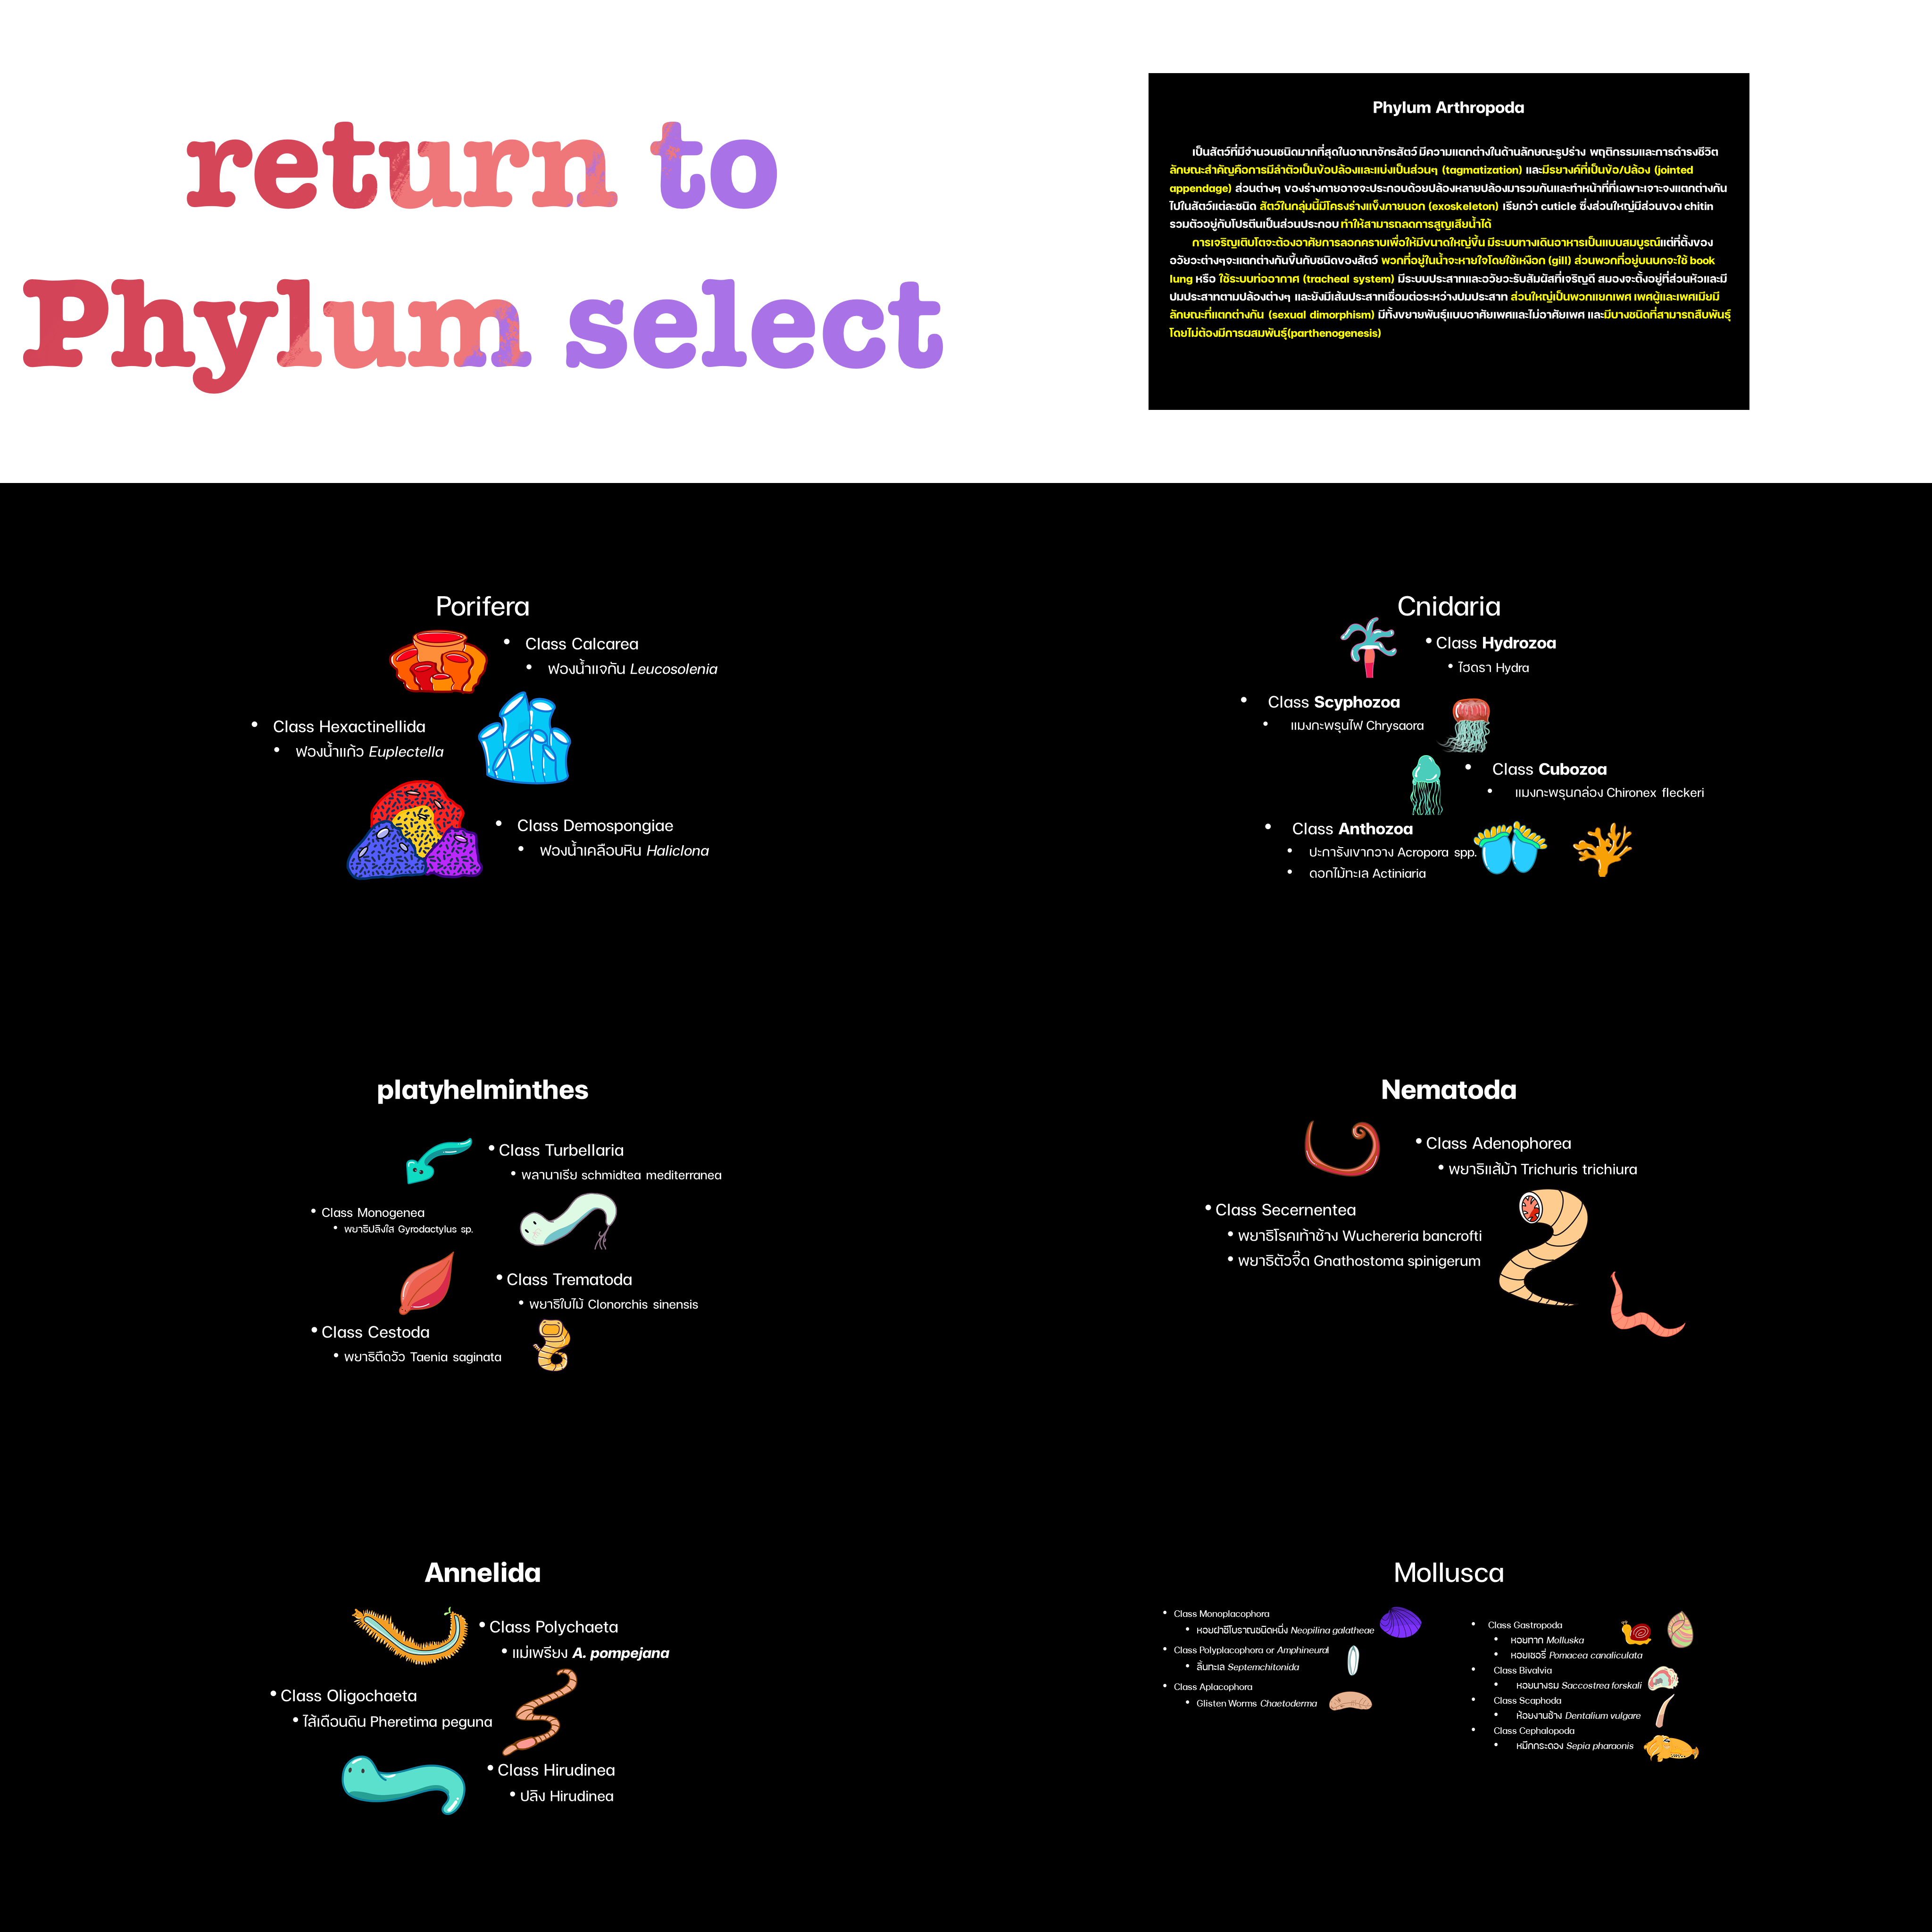 return to
Phylum select
Phylum Arthropoda
เป็นสัตว์ที่มีจำนวนชนิดมากที่สุดในอาณาจักรสัตว์ มีความแตกต่างในด้านลักษณะรูปร่าง พฤติกรรมและการดำรงชีวิต
ลักษณะสำคัญคือการมีลำตัวเป็นข้อปล้องและแบ่งเป็นส่วนๆ (tagmatization) และมีรยางค์ที่เป็นข้อ/ปล้อง (jointed
appendage) ส่วนต่างๆ ของร่างกายอาจจะประกอบด้วยปล้องหลายปล้องมารวมกันและทำหน้าที่ที่เฉพาะเจาะจงแตกต่างกัน
ไปในสัตว์แต่ละชนิด สัตว์ในกลุ่มนี้มีโครงร่างแข็งภายนอก (exoskeleton) เรียกว่า cuticle ซึ่งส่วนใหญ่มีส่วนของ chitin
รวมตัวอยู่กับโปรตีนเป็นส่วนประกอบ ทำให้สามารถลดการสูญเสียน้ำได้
การเจริญเติบโตจะต้องอาศัยการลอกคราบเพื่อให้มีขนาดใหญ่ขึ้น มีระบบทางเดินอาหารเป็นแบบสมบูรณ์แต่ที่ตั้งของ
อวัยวะต่างๆจะแตกต่างกันขึ้นกับชนิดของสัตว์ พวกที่อยู่ในน้ำจะหายใจโดยใช้เหงือก (gill) ส่วนพวกที่อยู่บนบกจะใช้ book
lung หรือ ใช้ระบบท่ออากาศ (tracheal system) มีระบบประสาทและอวัยวะรับสัมผัสที่เจริญดี สมองจะตั้งอยู่ที่ส่วนหัวและมี
ปมประสาทตามปล้องต่างๆ และยังมีเส้นประสาทเชื่อมต่อระหว่างปมประสาท ส่วนใหญ่เป็นพวกแยกเพศ เพศผู้และเพศเมียมี
ลักษณะที่แตกต่างกัน (sexual dimorphism) มีทั้งขยายพันธุ์แบบอาศัยเพศและไม่อาศัยเพศ และมีบางชนิดที่สามารถสืบพันธุ์
โดยไม่ต้องมีการผสมพันธุ์(parthenogenesis)
Porifera
• Class Calcarea
• ฟองน้ำแจกัน Leucosolenia
• Class Hexactinellida
• ฟองน้ำแก้ว Euplectella
• Class Demospongiae
• ฟองน้ำเคลือบหิน Haliclona
Cnidaria
• Class Hydrozoa
• ไฮดรา Hydra
• Class Scyphozoa
• แมงกะพรุนไฟ Chrysaora
• Class Cubozoa
• แมงกะพรุนกล่อง Chironex fleckeri
• Class Anthozoa
• ปะการังเขากวาง Acropora spp.
• ดอกไม้ทะเล Actiniaria
platyhelminthes
• Class Turbellaria
• พลานาเรีย schmidtea mediterranea
• Class Monogenea
• พยาธิปลิงใส Gyrodactylus sp.
• Class Trematoda
• พยาธิใบไม้ Clonorchis sinensis
• Class Cestoda
• พยาธิตืดวัว Taenia saginata
Nematoda
• Class Adenophorea
• พยาธิแส้ม้า Trichuris trichiura
• Class Secernentea
• พยาธิโรคเท้าช้าง Wuchereria bancrofti
• พยาธิตัวจี๊ด Gnathostoma spinigerum
Annelida
• Class Polychaeta
• แม่เพรียง A. pompejana
• Class Oligochaeta
• ไส้เดือนดิน Pheretima peguna
• Class Hirudinea
• ปลิง Hirudinea
Mollusca
• Class Monoplacophora
• หอยฝาชีโบราณชนิดหนึ่ง Neopilina galatheae
• Class Polyplacophora or Amphineural
• ลิ้นทะเล Septemchitonida
• Class Aplacophora
• Glisten Worms Chaetoderma
• Class Gastropoda
• หอยทาก Molluska
• หอยเชอรี่ Pomacea canaliculata
• Class Bivalvia
• หอยนางรม Saccostrea forskali
• Class Scaphoda
• ห้อยงาช้าง Dentalium vulgare
• Class Cephalopoda
• หมึกกระดอง Sepia pharaonis